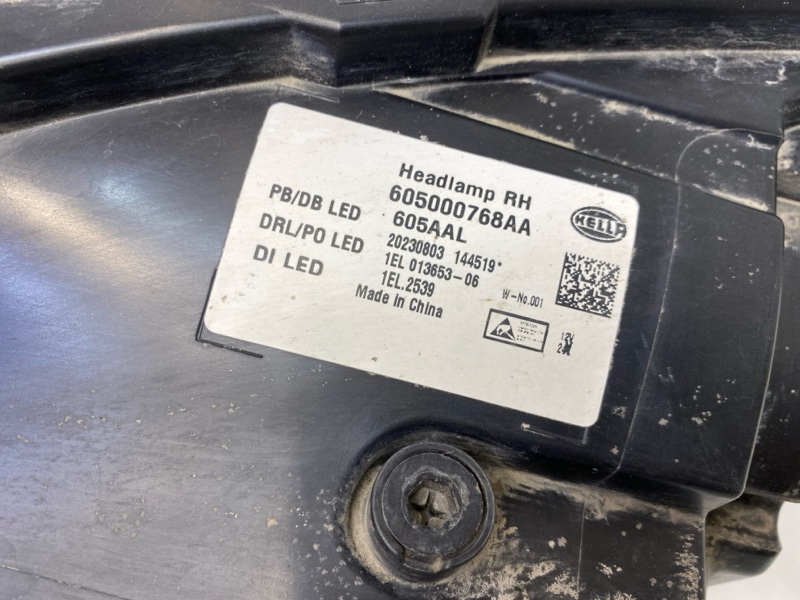 Headlamp RH
605000768AA
605AAL
20230803 144519*
1EL 013653-06
1EL.2539
Made in China
PB/DB LED
DRL/PO LED
DI LED
HELLA
W-No.001
12V